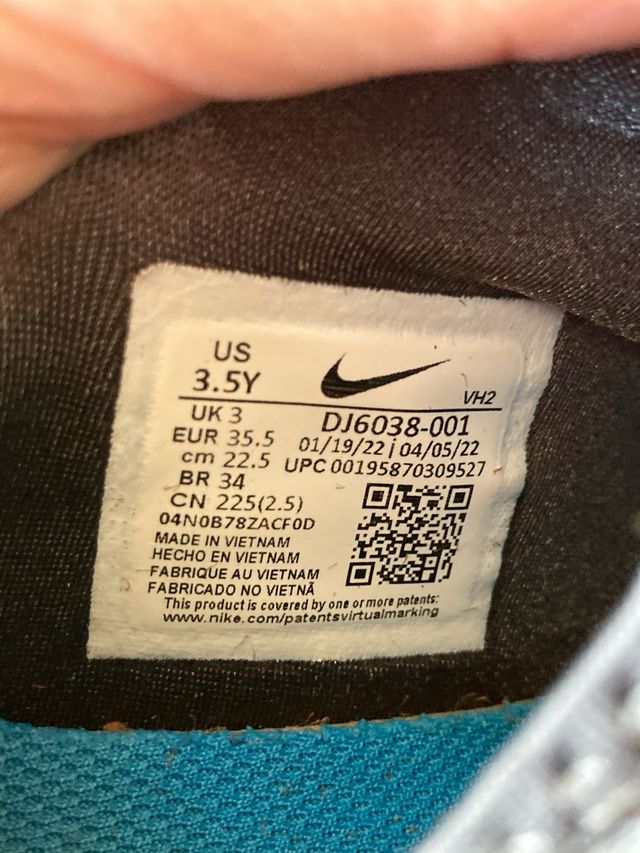 US
3.5Y
VH2
UK 3
EUR 35.5
cm 22.5
BR 34
CN 225(2.5)
DJ6038-001
01/19/22 | 04/05/22
UPC 00195870309527
04N0B78ZACF0D
MADE IN VIETNAM
HECHO EN VIETNAM
FABRIQUE AU VIETNAM
FABRICADO NO VIETNÃ
This product is covered by one or more patents:
www.nike.com/patentsvirtualmarking